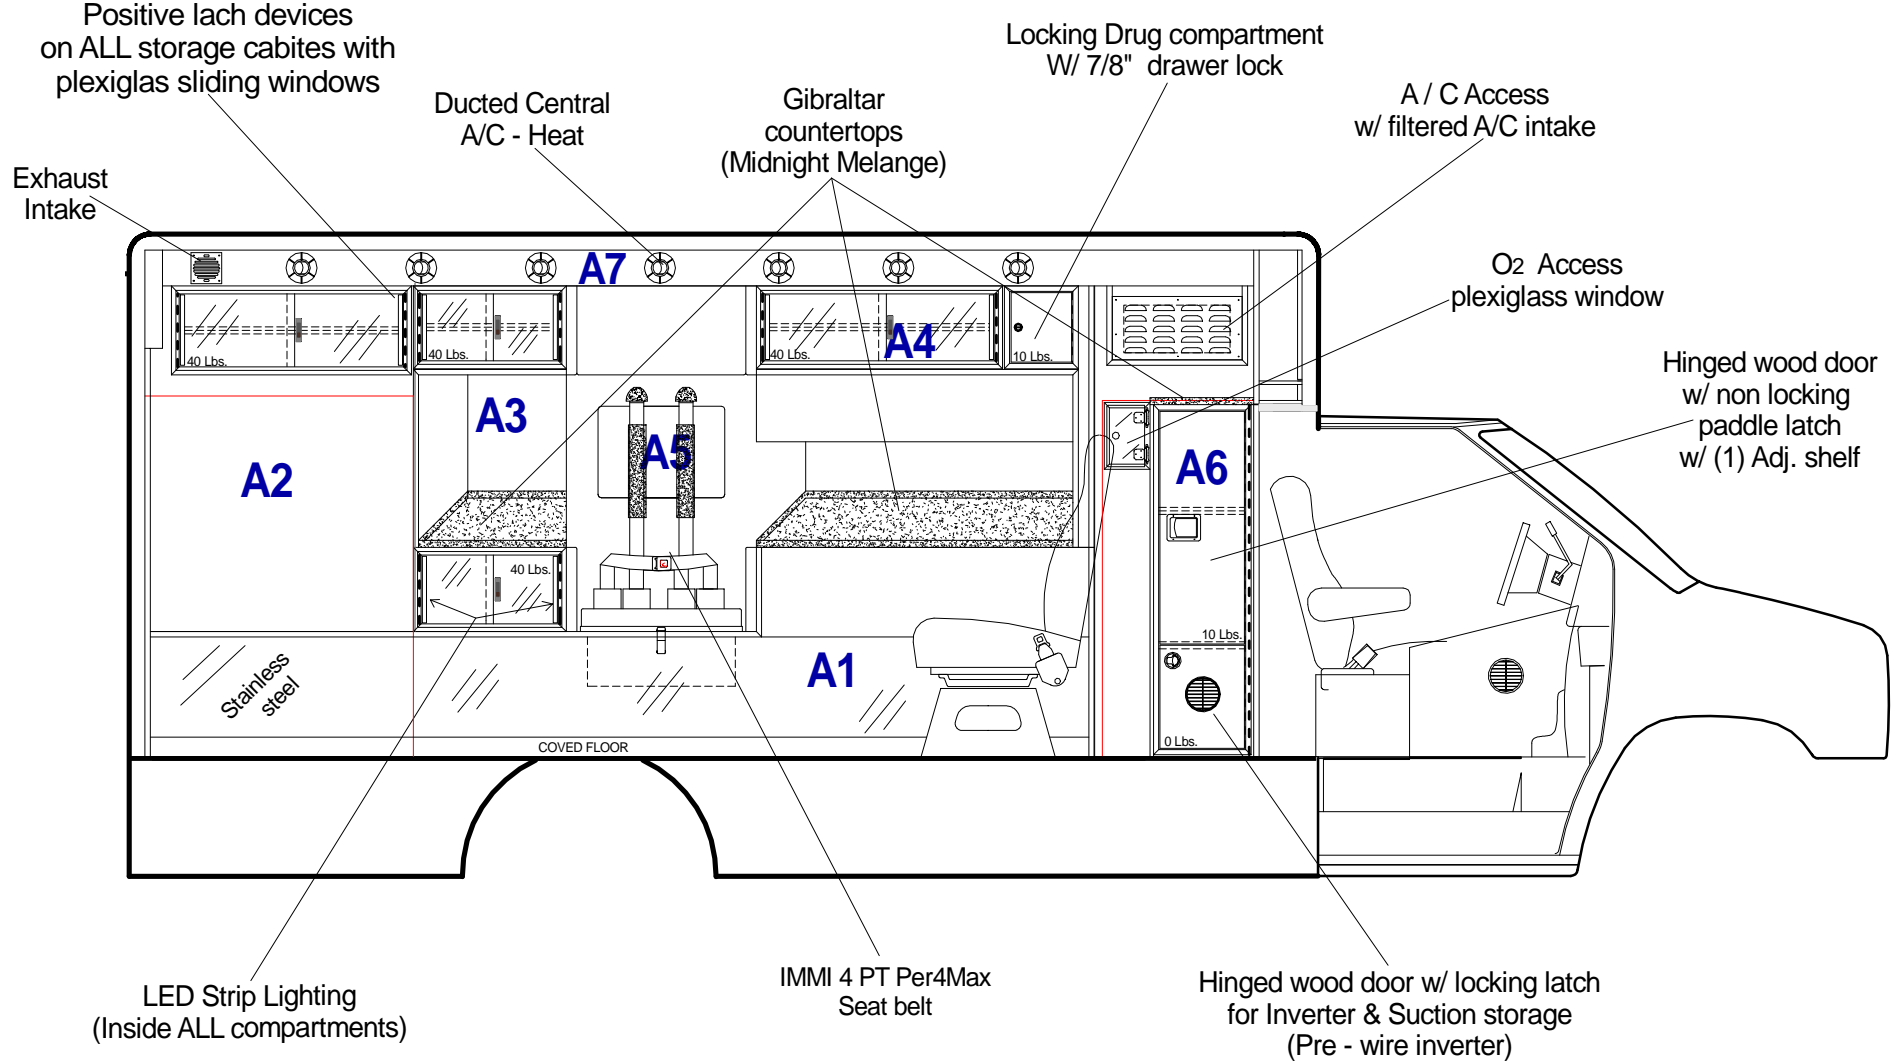 Positive lach devices
on ALL storage cabites with
plexiglas sliding windows
Locking Drug compartment
W/ 7/8" drawer lock
Ducted Central
A/C - Heat
Gibraltar
countertops
(Midnight Melange)
A / C Access
w/ filtered A/C intake
Exhaust
Intake
O2 Access
plexiglass window
A7
A4
40 Lbs.
40 Lbs.
40 Lbs.
10 Lbs.
Hinged wood door
w/ non locking
paddle latch
w/ (1) Adj. shelf
A3
A5
A2
A6
40 Lbs.
10 Lbs.
A1
Stainless
steel
0 Lbs.
COVED FLOOR
LED Strip Lighting
(Inside ALL compartments)
IMMI 4 PT Per4Max
Seat belt
Hinged wood door w/ locking latch
for Inverter & Suction storage
(Pre - wire inverter)